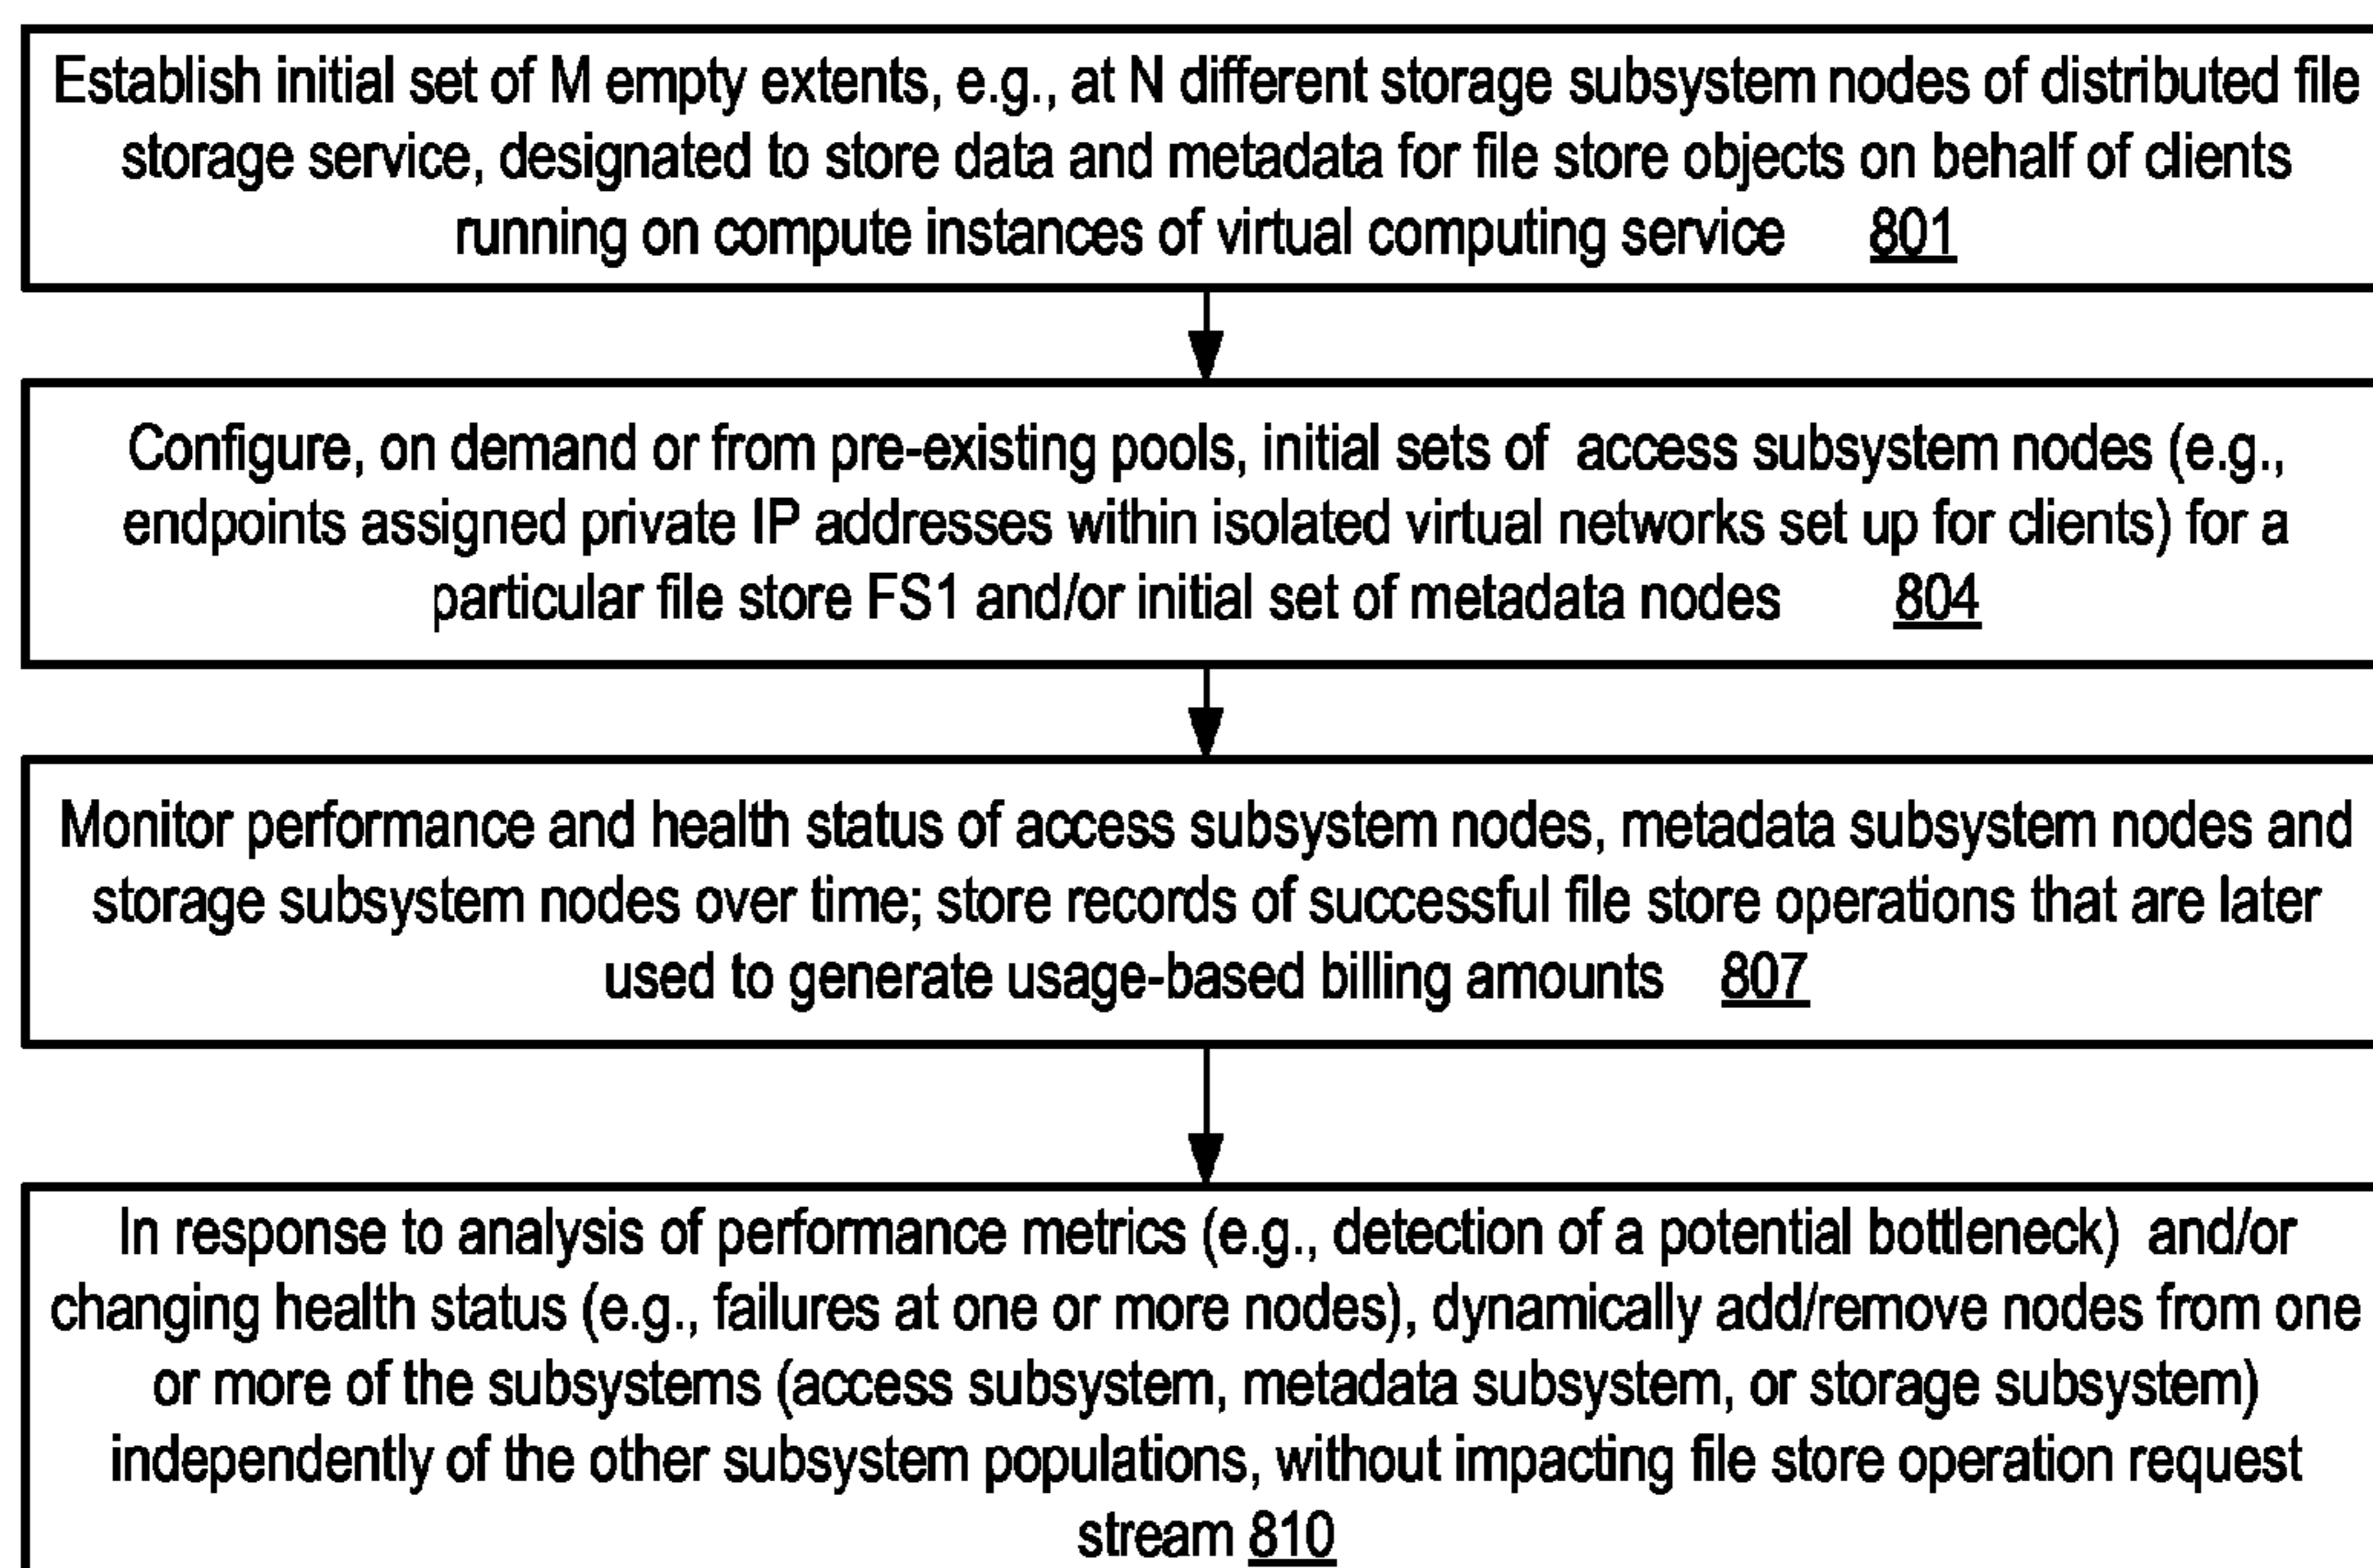 Establish initial set of M empty extents, e.g., at N different storage subsystem nodes of distributed file
storage service, designated to store data and metadata for file store objects on behalf of clients
running on compute instances of virtual computing service 801
Configure, on demand or from pre-existing pools, initial sets of access subsystem nodes (e.g.,
endpoints assigned private IP addresses within isolated virtual networks set up for clients) for a
particular file store FS1 and/or initial set of metadata nodes 804
Monitor performance and health status of access subsystem nodes, metadata subsystem nodes and
storage subsystem nodes over time; store records of successful file store operations that are later
used to generate usage-based billing amounts 807
In response to analysis of performance metrics (e.g., detection of a potential bottleneck) and/or
changing health status (e.g., failures at one or more nodes), dynamically add/remove nodes from one
or more of the subsystems (access subsystem, metadata subsystem, or storage subsystem)
independently of the other subsystem populations, without impacting file store operation request
stream 810